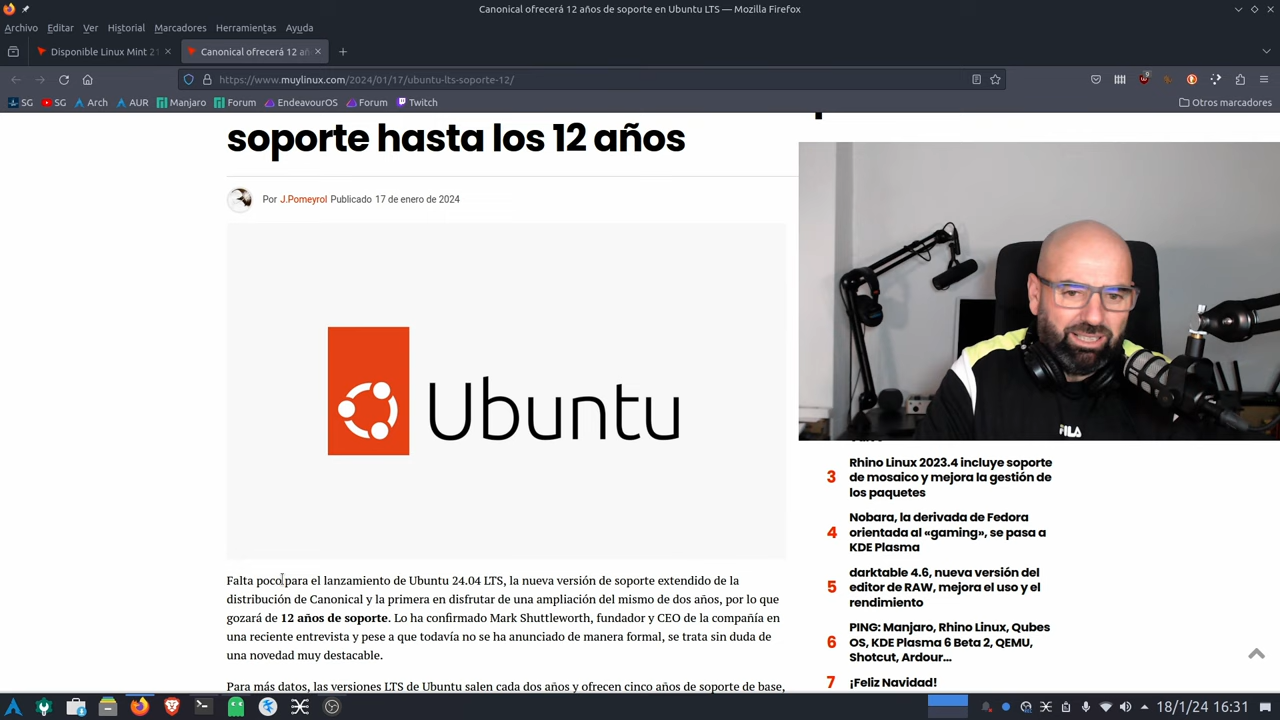 Canonical ofrecerá 12 años de soporte en Ubuntu LTS — Mozilla Firefox
Archivo Editar Ver Historial Marcadores Herramientas Ayuda
Disponible Linux Mint 21
Canonical ofrecerá 12 añ
https://www.muylinux.com/2024/01/17/ubuntu-lts-soporte-12/
9
SG SG Arch AUR Manjaro Forum EndeavourOS Forum Twitch Otros marcadores
soporte hasta los 12 años
Por J.Pomeyrol Publicado 17 de enero de 2024
Ubuntu
FILA
Falta poco para el lanzamiento de Ubuntu 24.04 LTS, la nueva versión de soporte extendido de la
distribución de Canonical y la primera en disfrutar de una ampliación del mismo de dos años, por lo que
gozará de 12 años de soporte. Lo ha confirmado Mark Shuttleworth, fundador y CEO de la compañía en
una reciente entrevista y pese a que todavía no se ha anunciado de manera formal, se trata sin duda de
una novedad muy destacable.
Para más datos, las versiones LTS de Ubuntu salen cada dos años y ofrecen cinco años de soporte de base,
3 Rhino Linux 2023.4 incluye soporte
de mosaico y mejora la gestión de
los paquetes
4 Nobara, la derivada de Fedora
orientada al «gaming», se pasa a
KDE Plasma
5 darktable 4.6, nueva versión del
editor de RAW, mejora el uso y el
rendimiento
6 PING: Manjaro, Rhino Linux, Qubes
OS, KDE Plasma 6 Beta 2, QEMU,
Shotcut, Ardour...
7 ¡Feliz Navidad!
18/1/24 16:31